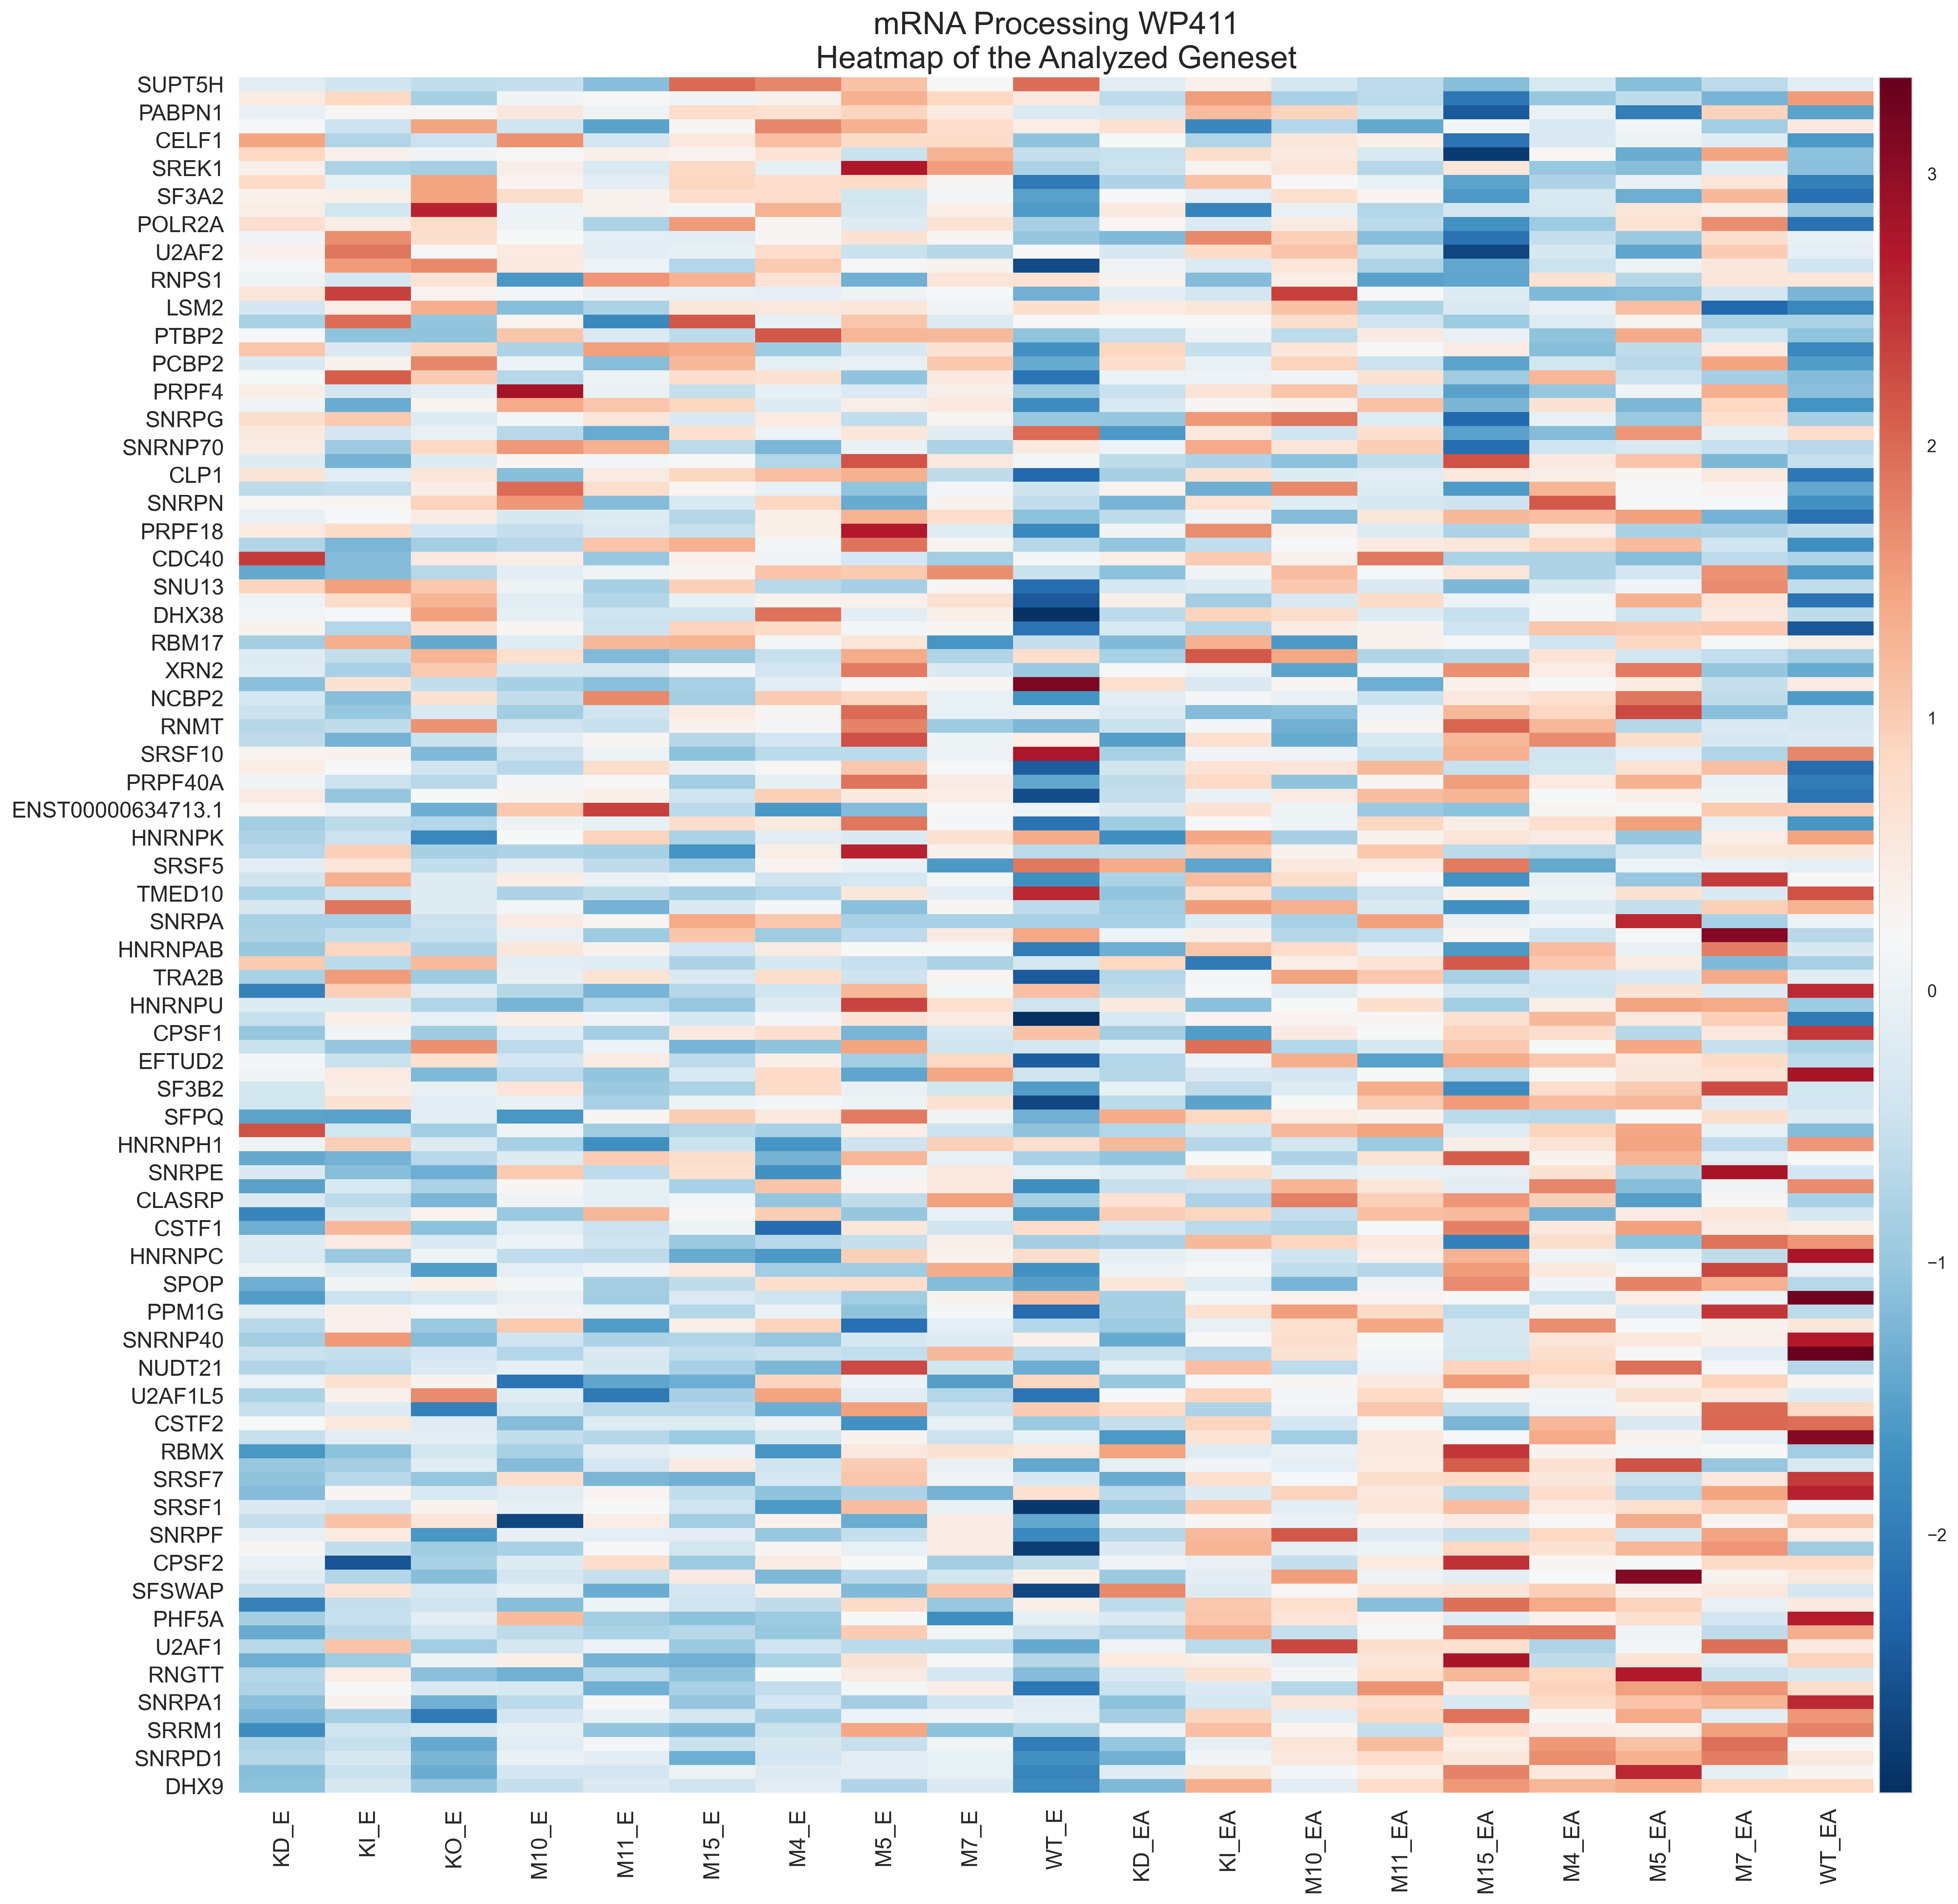 mRNA Processing WP411
Heatmap of the Analyzed Geneset
SUPT5H
PABPN1
CELF1
SREK1
SF3A2
POLR2A
U2AF2
RNPS1
LSM2
PTBP2
PCBP2
PRPF4
SNRPG
SNRNP70
CLP1
SNRPN
PRPF18
CDC40
SNU13
DHX38
RBM17
XRN2
NCBP2
RNMT
SRSF10
PRPF40A
ENST00000634713.1
HNRNPK
SRSF5
TMED10
SNRPA
HNRNPAB
TRA2B
HNRNPU
CPSF1
EFTUD2
SF3B2
SFPQ
HNRNPH1
SNRPE
CLASRP
CSTF1
HNRNPC
SPOP
PPM1G
SNRNP40
NUDT21
U2AF1L5
CSTF2
RBMX
SRSF7
SRSF1
SNRPF
CPSF2
SFSWAP
PHF5A
U2AF1
RNGTT
SNRPA1
SRRM1
SNRPD1
DHX9
KD_E
KI_E
KO_E
M10_E
M11_E
M15_E
M4_E
M5_E
M7_E
WT_E
KD_EA
KI_EA
M10_EA
M11_EA
M15_EA
M4_EA
M5_EA
M7_EA
WT_EA
3
2
1
0
−1
−2